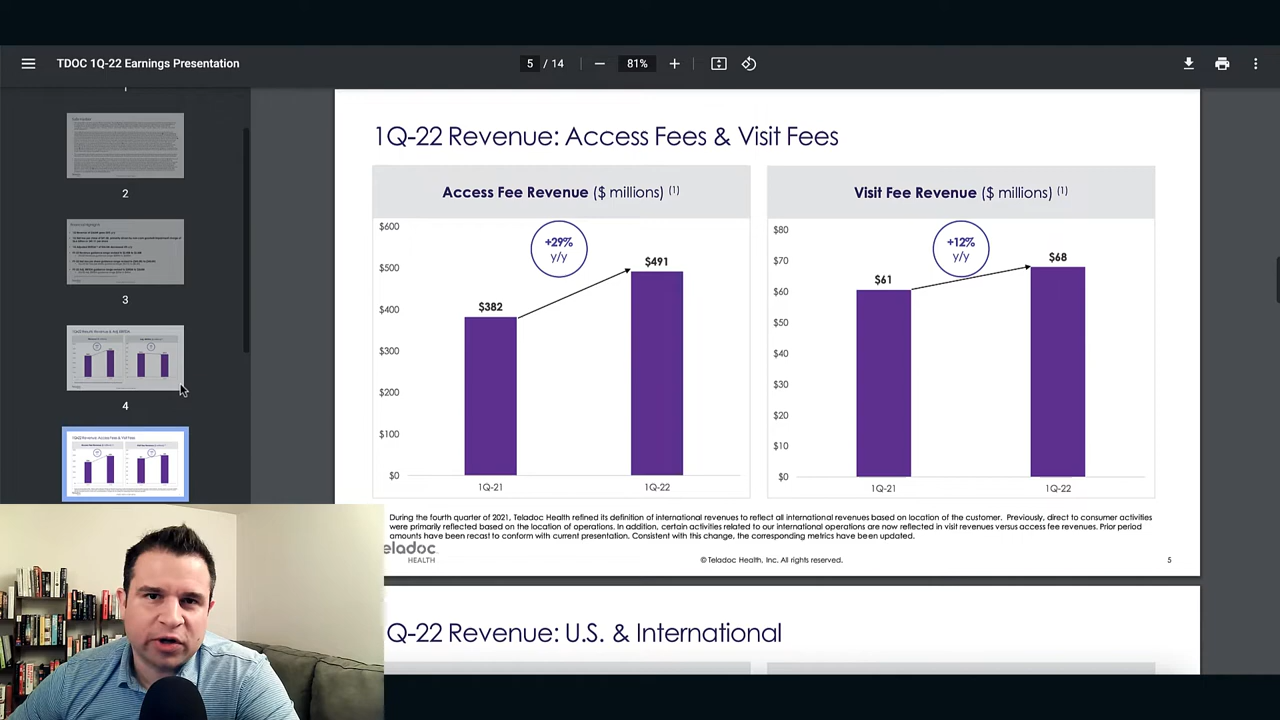 TDOC 1Q-22 Earnings Presentation
5 / 14
81%
1
2
3
4
1Q-22 Revenue: Access Fees & Visit Fees
Access Fee Revenue ($ millions) (1)
$600
$500
$400
$300
$200
$100
$0
+29%
y/y
$382
$491
1Q-21
1Q-22
Visit Fee Revenue ($ millions) (1)
$80
$70
$60
$50
$40
$30
$20
$10
$0
+12%
y/y
$61
$68
1Q-21
1Q-22
During the fourth quarter of 2021, Teladoc Health refined its definition of international revenues to reflect all international revenues based on location of the customer. Previously, direct to consumer activities
were primarily reflected based on the location of operations. In addition, certain activities related to our international operations are now reflected in visit revenues versus access fee revenues. Prior period
amounts have been recast to conform with current presentation. Consistent with this change, the corresponding metrics have been updated.
eladoc
HEALTH
© Teladoc Health, Inc. All rights reserved.
5
Q-22 Revenue: U.S. & International